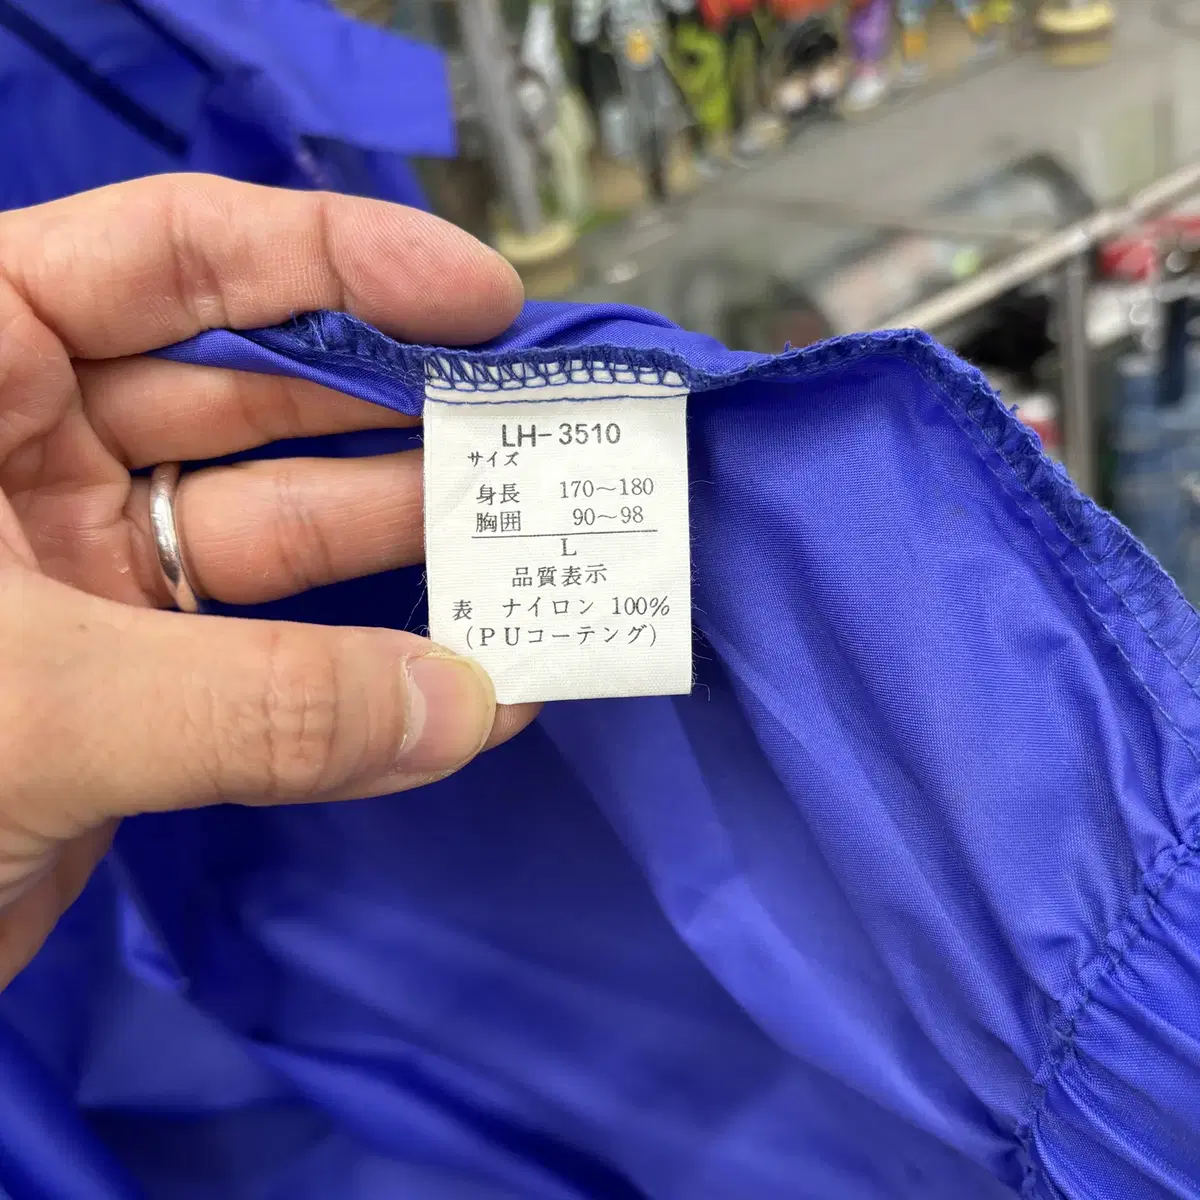 LH-3510
サイズ
身長 170～180
胸囲 90～98
L
品質表示
表 ナイロン 100%
(PUコーテング)